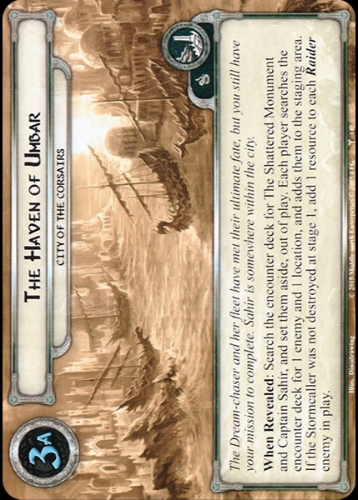 3A
The Haven of Umbar
City of the Corsairs
The Dream-chaser and her fleet have met their ultimate fate, but you still have
your mission to complete. Sahír is somewhere within the city.
When Revealed: Search the encounter deck for The Shattered Monument
and Captain Sahír, and set them aside, out of play. Each player searches the
encounter deck for 1 enemy and 1 location, and adds them to the staging area.
If the Stormcaller was not destroyed at stage 1, add 1 resource to each Raider
enemy in play.
Illus. Dinodrawing © 2015 Middle-earth Enterprises ©